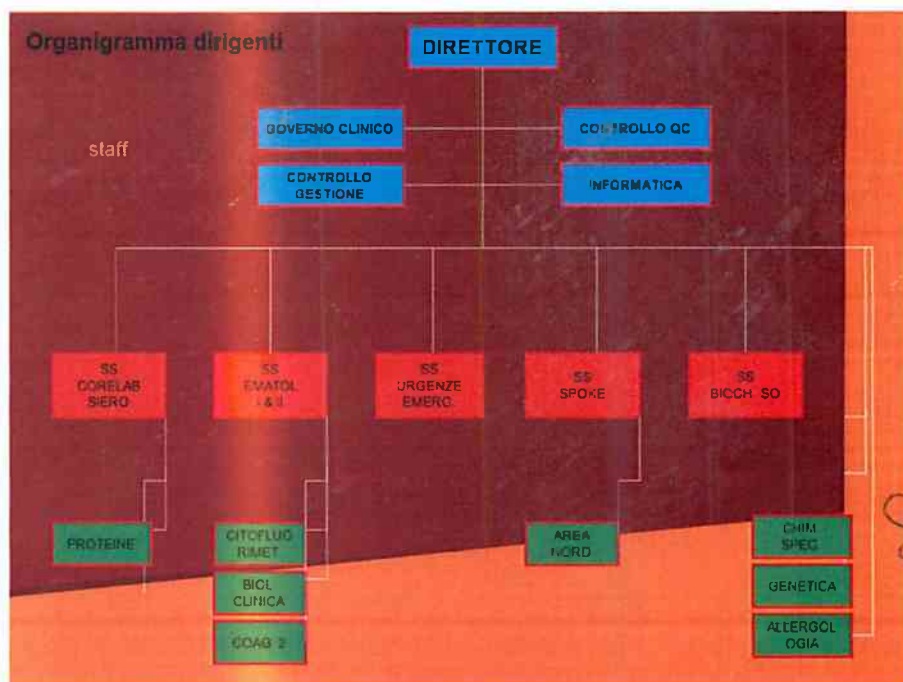 Organigramma dirigenti
DIRETTORE
GOVERNO CLINICO
CONTROLLO QC
staff
CONTROLLO
GESTIONE
INFORMATICA
SS
CORELAB
SIERO
SS
EMATOL
I & II
SS
URGENZE
EMERG.
SS
SPOKE
SS
SO
PROTEINE
CITOFLUO
RIMET
BIOL
CLINICA
COAG 2
AREA
NORD
CHIM
SPEC
GENETICA
ALLERGOL
OGIA